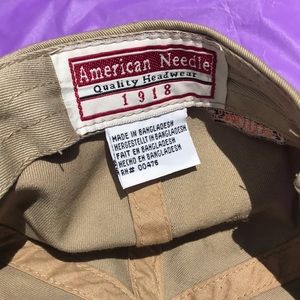 American Needle
Quality Headwear
1918
MADE IN BANGLADESH
HERGESTELLT IN BANGLADESH
FAIT EN BANGLADESH
HECHO EN BANGLADESH
RN# 00476